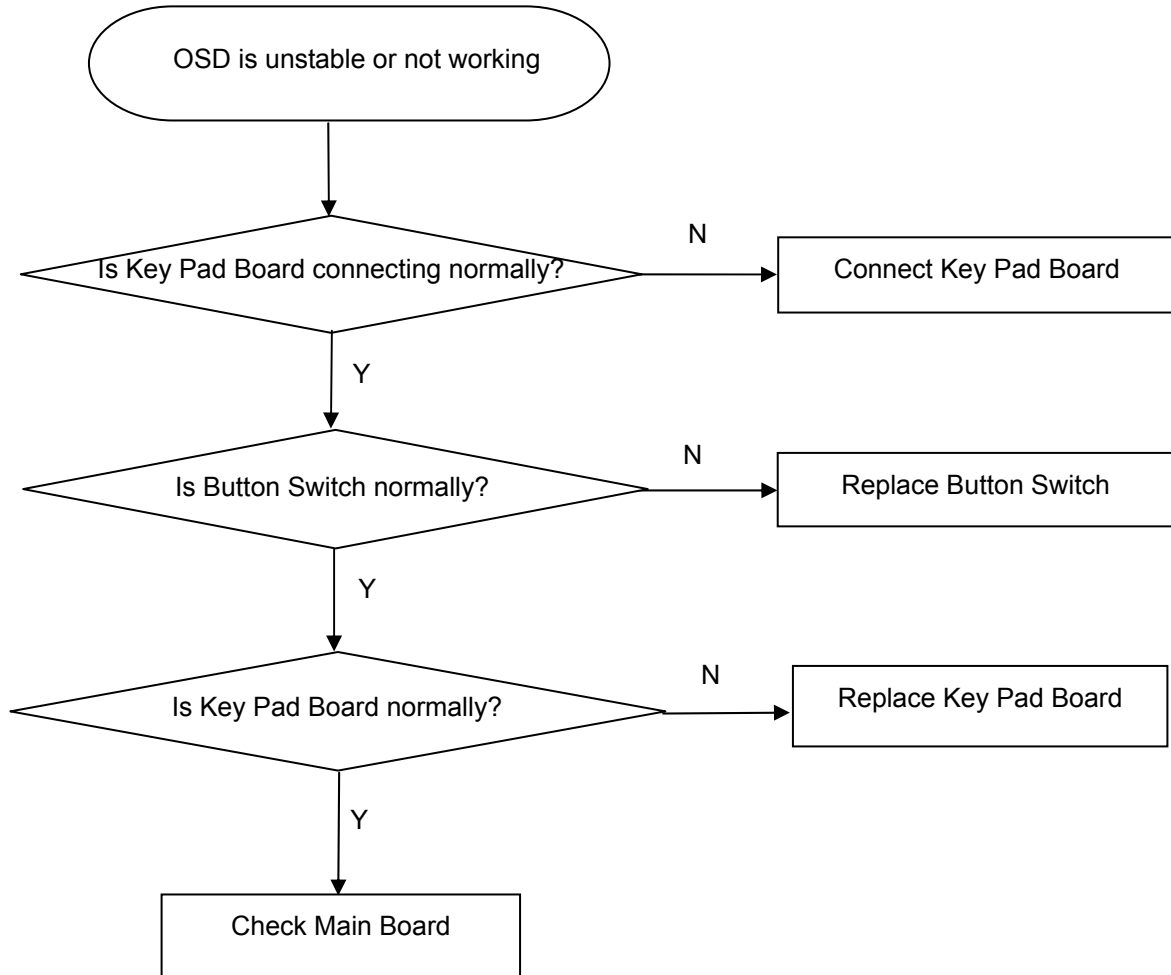 OSD is unstable or not working
N
Is Key Pad Board connecting normally?
Connect Key Pad Board
Y
N
Is Button Switch normally?
Replace Button Switch
Y
N
Is Key Pad Board normally?
Replace Key Pad Board
Y
Check Main Board